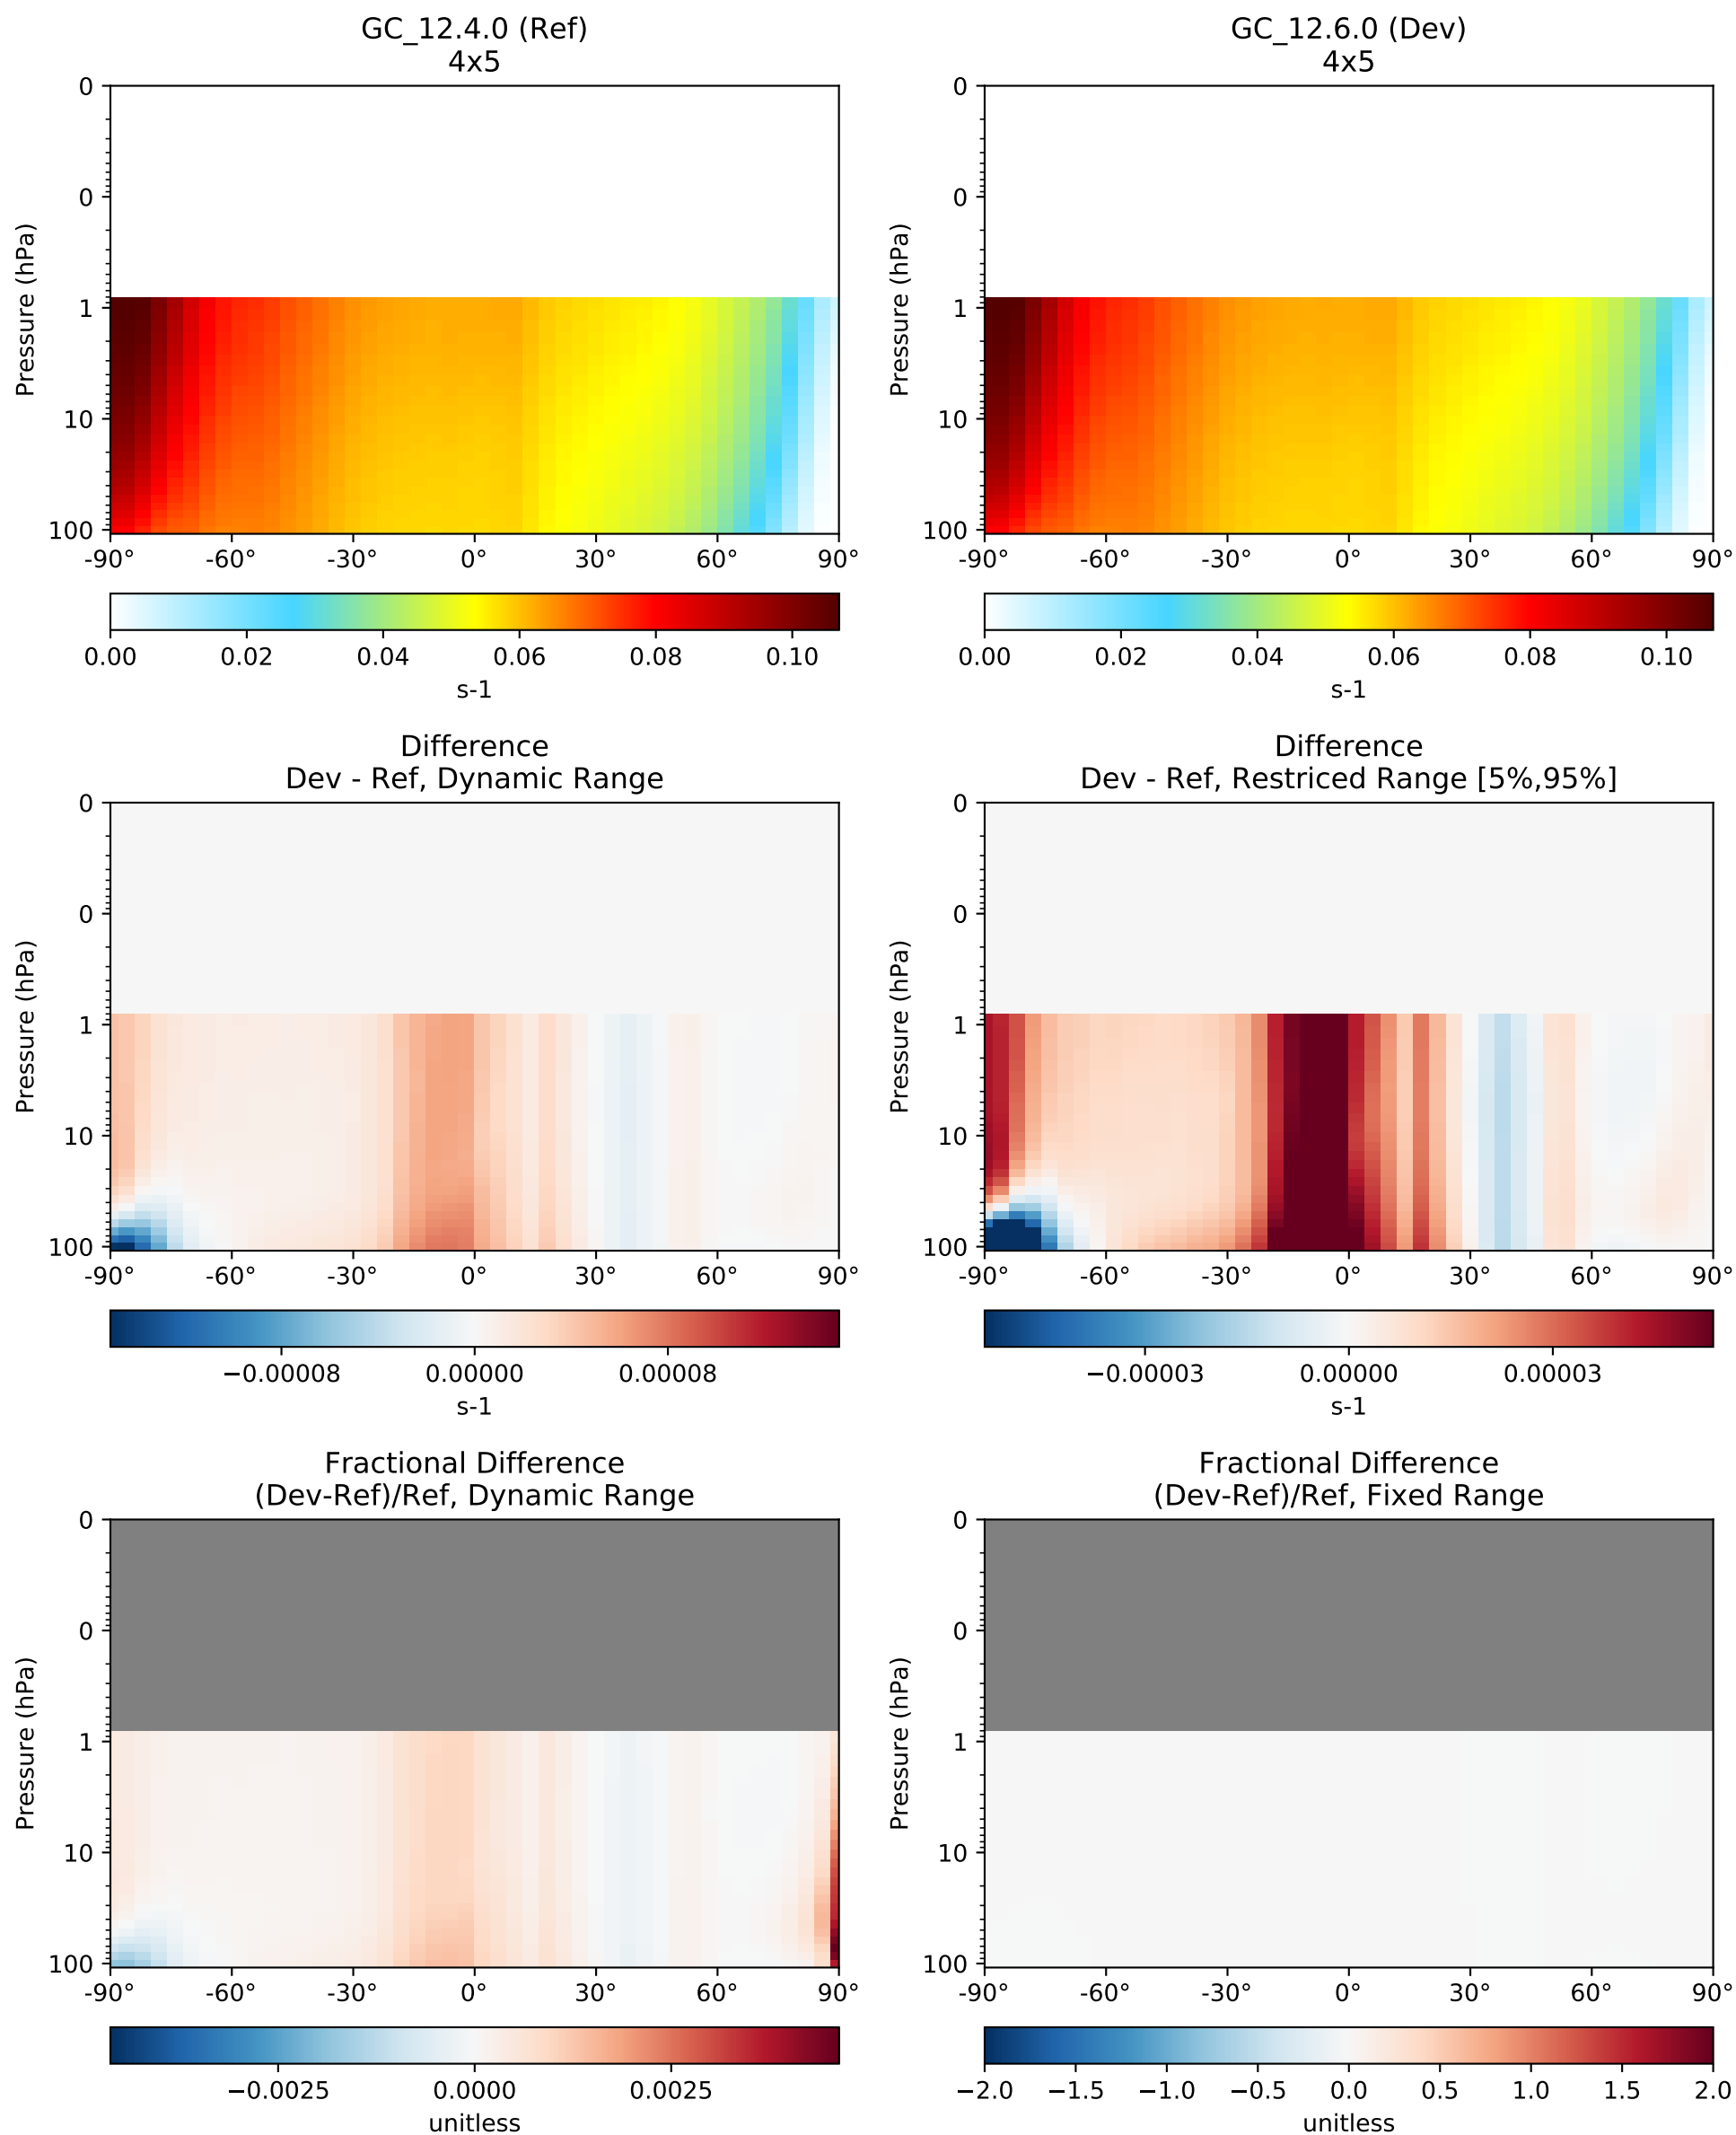 GC_12.4.0 (Ref)
4x5
GC_12.6.0 (Dev)
4x5
Pressure (hPa)
0
0
1
10
100
-90° -60° -30° 0° 30° 60° 90°
0.00 0.02 0.04 0.06 0.08 0.10
s-1
Pressure (hPa)
0
0
1
10
100
-90° -60° -30° 0° 30° 60° 90°
0.00 0.02 0.04 0.06 0.08 0.10
s-1
Difference
Dev - Ref, Dynamic Range
Pressure (hPa)
0
0
1
10
100
-90° -60° -30° 0° 30° 60° 90°
−0.00008 0.00000 0.00008
s-1
Difference
Dev - Ref, Restriced Range [5%,95%]
Pressure (hPa)
0
0
1
10
100
-90° -60° -30° 0° 30° 60° 90°
−0.00003 0.00000 0.00003
s-1
Fractional Difference
(Dev-Ref)/Ref, Dynamic Range
Pressure (hPa)
0
0
1
10
100
-90° -60° -30° 0° 30° 60° 90°
−0.0025 0.0000 0.0025
unitless
Fractional Difference
(Dev-Ref)/Ref, Fixed Range
Pressure (hPa)
0
0
1
10
100
-90° -60° -30° 0° 30° 60° 90°
−2.0 −1.5 −1.0 −0.5 0.0 0.5 1.0 1.5 2.0
unitless